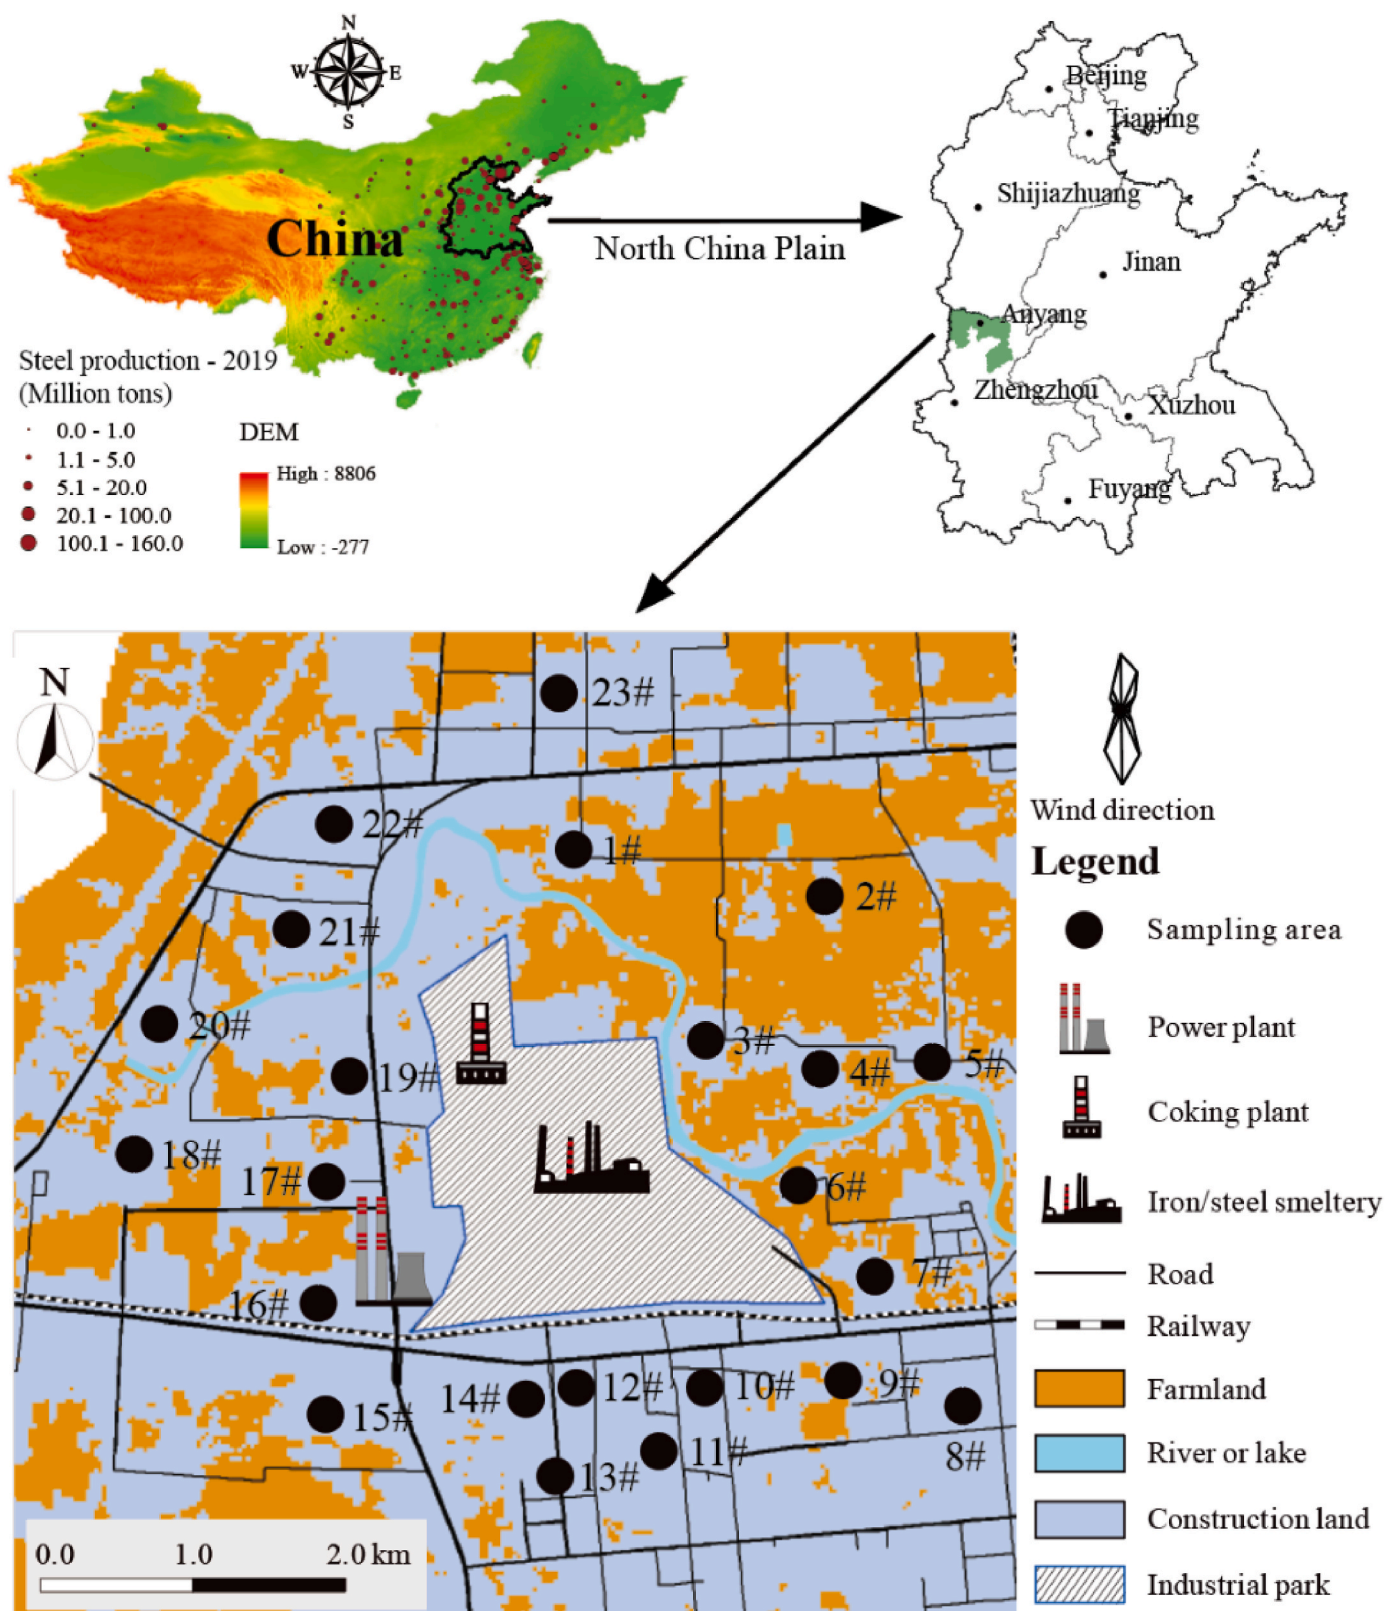 N
W
E
S
China
North China Plain
Steel production - 2019
(Million tons)
0.0 - 1.0
1.1 - 5.0
5.1 - 20.0
20.1 - 100.0
100.1 - 160.0
DEM
High : 8806
Low : -277
Beijing
Tianjing
Shijiazhuang
Jinan
Anyang
Zhengzhou
Xuzhou
Fuyang
N
23#
22#
1#
2#
21#
20#
3#
4#
5#
19#
18#
17#
6#
7#
16#
15#
14#
12#
10#
9#
8#
11#
13#
0.0 1.0 2.0 km
Wind direction
Legend
Sampling area
Power plant
Coking plant
Iron/steel smeltery
Road
Railway
Farmland
River or lake
Construction land
Industrial park